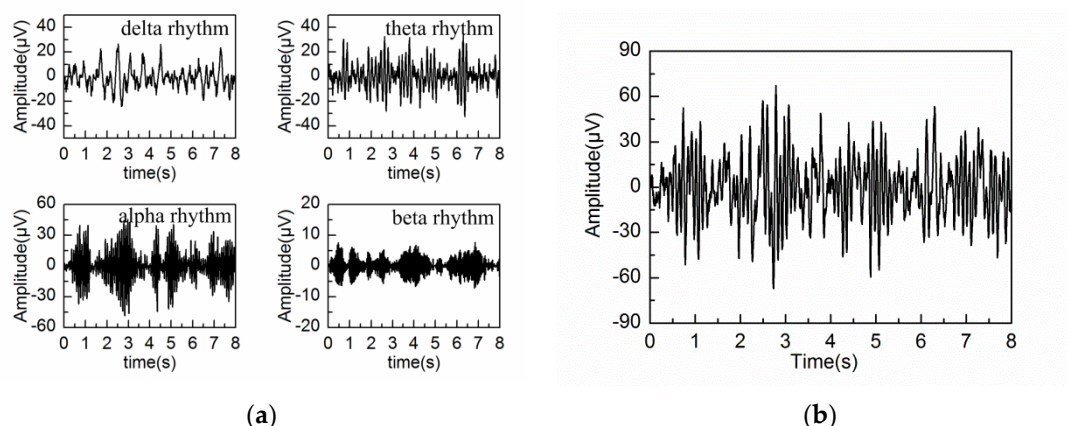 delta rhythm
Amplitude(μV)
40
20
0
-20
-40
0 1 2 3 4 5 6 7 8
time(s)
theta rhythm
Amplitude(μV)
40
20
0
-20
-40
0 1 2 3 4 5 6 7 8
time(s)
alpha rhythm
Amplitude(μV)
60
30
0
-30
-60
0 1 2 3 4 5 6 7 8
time(s)
beta rhythm
Amplitude(μV)
20
10
0
-10
-20
0 1 2 3 4 5 6 7 8
time(s)
(a)
Amplitude(μV)
90
60
30
0
-30
-60
-90
0 1 2 3 4 5 6 7 8
Time(s)
(b)